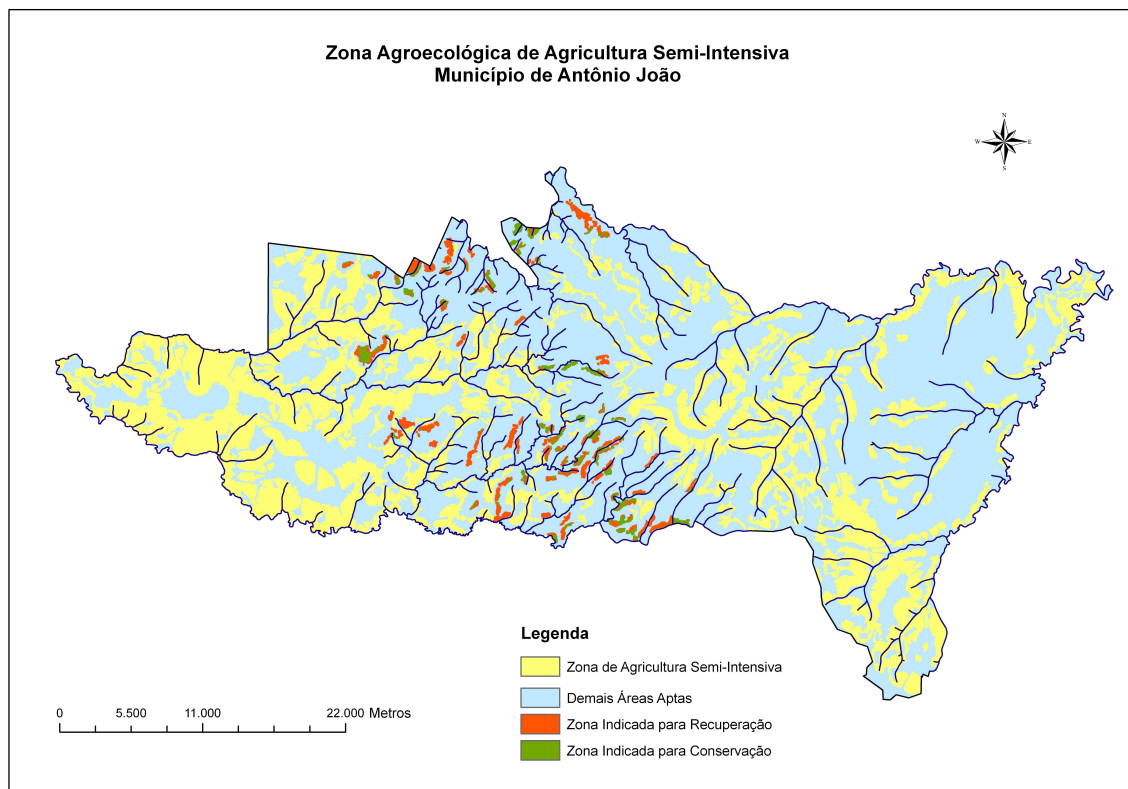 Zona Agroecológica de Agricultura Semi-Intensiva
Município de Antônio João
N
W
E
S
Legenda
Zona de Agricultura Semi-Intensiva
Demais Áreas Aptas
Zona Indicada para Recuperação
Zona Indicada para Conservação
0 5.500 11.000 22.000 Metros